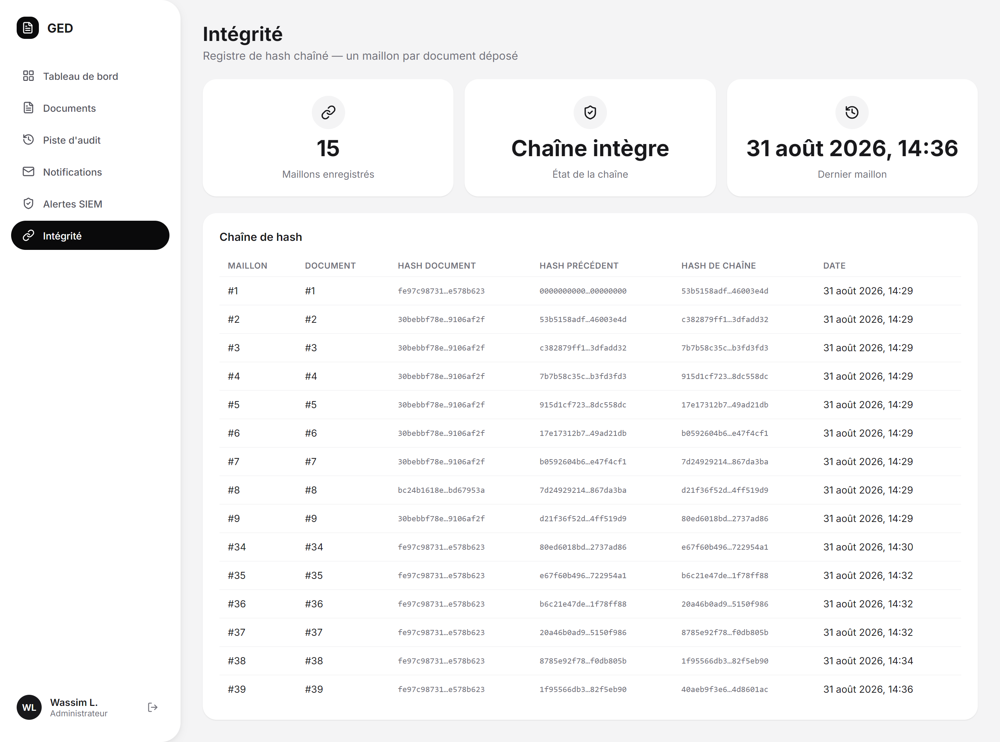 GED
Tableau de bord
Documents
Piste d'audit
Notifications
Alertes SIEM
Intégrité
WL
Wassim L.
Administrateur
Intégrité
Registre de hash chaîné — un maillon par document déposé
15
Maillons enregistrés
Chaîne intègre
État de la chaîne
31 août 2026, 14:36
Dernier maillon
Chaîne de hash
MAILLON DOCUMENT HASH DOCUMENT HASH PRÉCÉDENT HASH DE CHAÎNE DATE
#1 #1 fe97c98731…e578b623 0000000000…00000000 53b5158adf…46003e4d 31 août 2026, 14:29
#2 #2 30bebbf78e…9106af2f 53b5158adf…46003e4d c382879ff1…3dfadd32 31 août 2026, 14:29
#3 #3 30bebbf78e…9106af2f c382879ff1…3dfadd32 7b7b58c35c…b3fd3fd3 31 août 2026, 14:29
#4 #4 30bebbf78e…9106af2f 7b7b58c35c…b3fd3fd3 915d1cf723…8dc558dc 31 août 2026, 14:29
#5 #5 30bebbf78e…9106af2f 915d1cf723…8dc558dc 17e17312b7…49ad21db 31 août 2026, 14:29
#6 #6 30bebbf78e…9106af2f 17e17312b7…49ad21db b0592604b6…e47f4cf1 31 août 2026, 14:29
#7 #7 30bebbf78e…9106af2f b0592604b6…e47f4cf1 7d24929214…867da3ba 31 août 2026, 14:29
#8 #8 bc24b1618e…bd67953a 7d24929214…867da3ba d21f36f52d…4ff519d9 31 août 2026, 14:29
#9 #9 30bebbf78e…9106af2f d21f36f52d…4ff519d9 80ed6018bd…2737ad86 31 août 2026, 14:29
#34 #34 fe97c98731…e578b623 80ed6018bd…2737ad86 e67f60b496…722954a1 31 août 2026, 14:30
#35 #35 fe97c98731…e578b623 e67f60b496…722954a1 b6c21e47de…1f78ff88 31 août 2026, 14:32
#36 #36 fe97c98731…e578b623 b6c21e47de…1f78ff88 20a46b0ad9…5150f986 31 août 2026, 14:32
#37 #37 fe97c98731…e578b623 20a46b0ad9…5150f986 8785e92f78…f0db805b 31 août 2026, 14:32
#38 #38 fe97c98731…e578b623 8785e92f78…f0db805b 1f95566db3…82f5eb90 31 août 2026, 14:34
#39 #39 fe97c98731…e578b623 1f95566db3…82f5eb90 40aeb9f3e6…4d8601ac 31 août 2026, 14:36